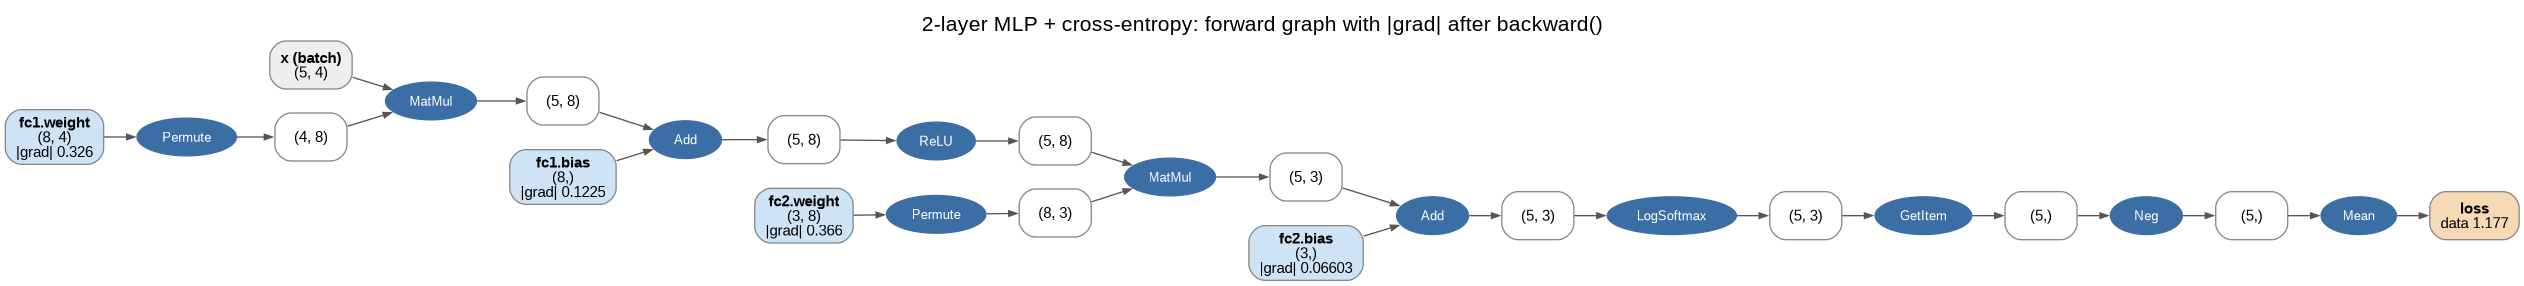 2-layer MLP + cross-entropy: forward graph with |grad| after backward()
x (batch)
(5, 4)
fc1.weight
(8, 4)
|grad| 0.326
Permute
(4, 8)
MatMul
(5, 8)
fc1.bias
(8,)
|grad| 0.1225
Add
(5, 8)
ReLU
(5, 8)
fc2.weight
(3, 8)
|grad| 0.366
Permute
(8, 3)
MatMul
(5, 3)
fc2.bias
(3,)
|grad| 0.06603
Add
(5, 3)
LogSoftmax
(5, 3)
GetItem
(5,)
Neg
(5,)
Mean
loss
data 1.177